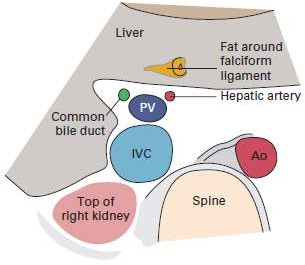 Liver
Fat around
falciform
ligament
Hepatic artery
Common
bile duct
PV
IVC
Ao
Top of
right kidney
Spine